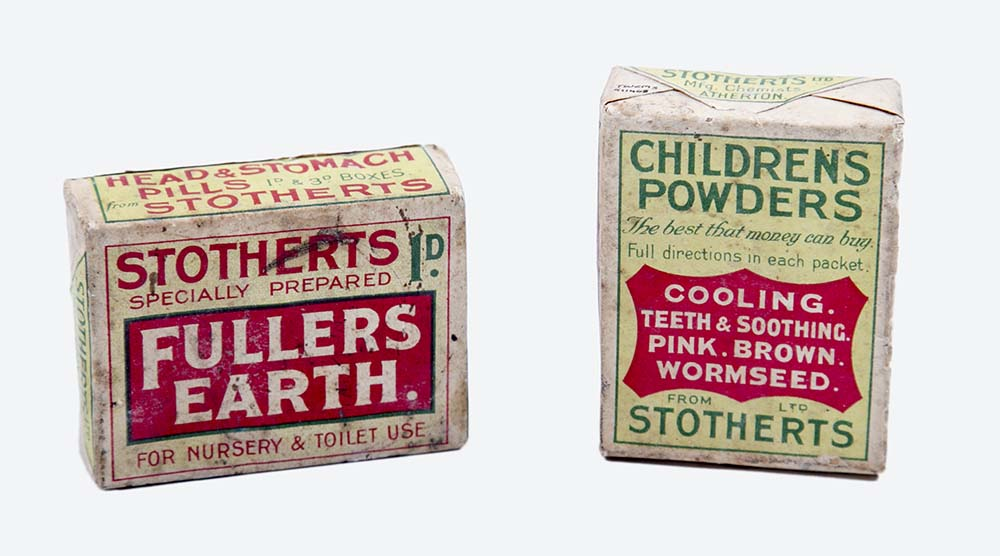 HEAD & STOMACH
PILLS 1D & 3D BOXES
from STOTHERTS
STOTHERTS 1D.
SPECIALLY PREPARED
FULLERS
EARTH.
FOR NURSERY & TOILET USE
STOTHERTS LTD
Mfg. Chemists
ATHERTON.
CHILDRENS
POWDERS
The best that money can buy.
Full directions in each packet.
COOLING.
TEETH & SOOTHING.
PINK. BROWN.
WORMSEED.
FROM LTD
STOTHERTS